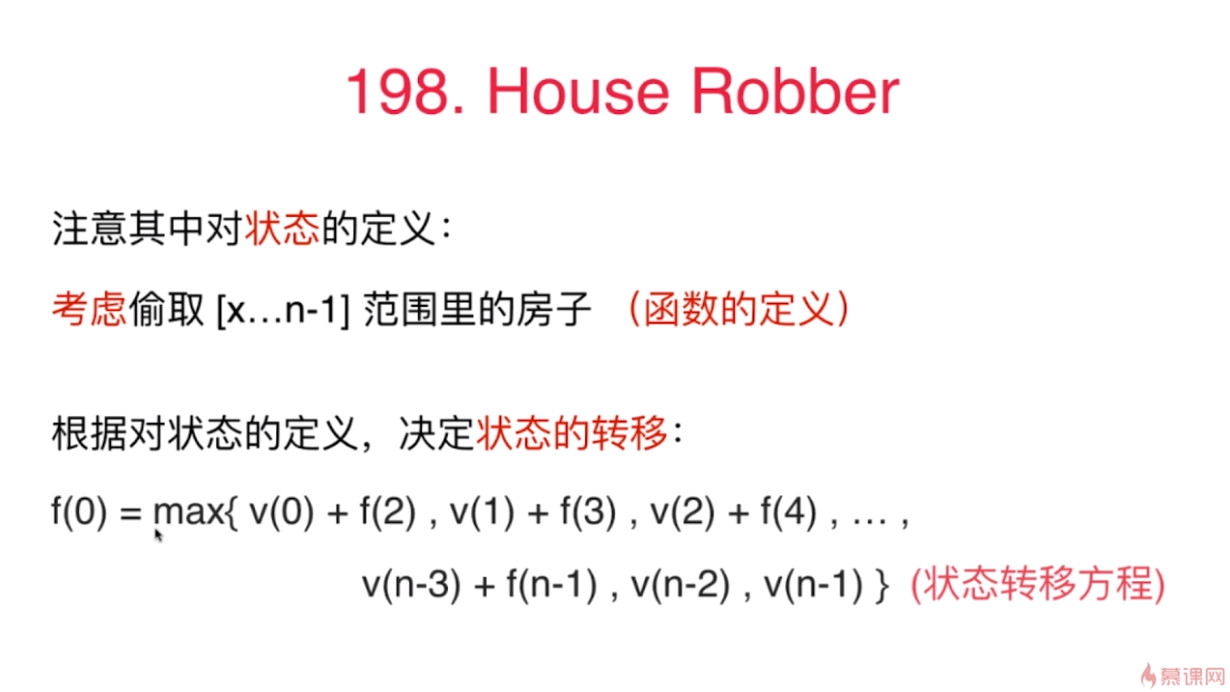 198. House Robber
注意其中对状态的定义：
考虑偷取 [x…n-1] 范围里的房子 （函数的定义）
根据对状态的定义，决定状态的转移：
f(0) = max{ v(0) + f(2) , v(1) + f(3) , v(2) + f(4) , … ,
v(n-3) + f(n-1) , v(n-2) , v(n-1) } (状态转移方程)
慕课网